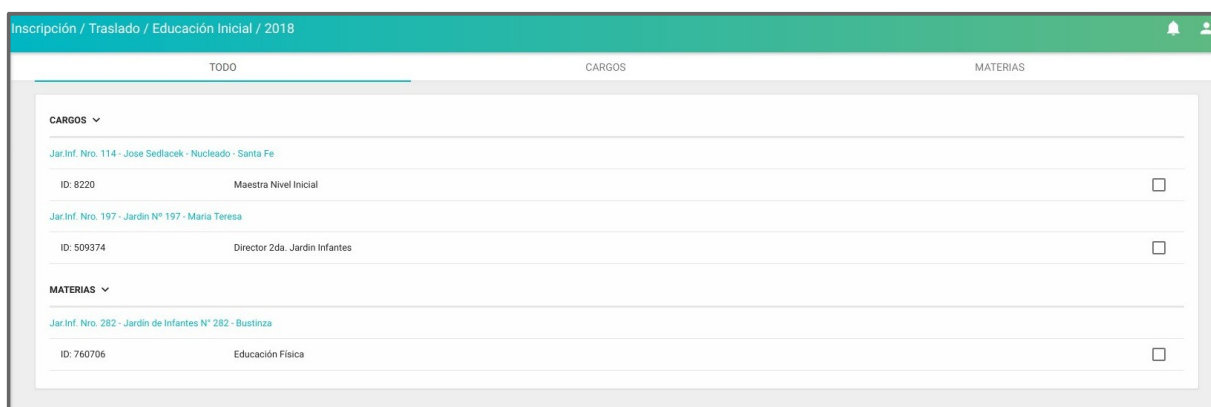 Inscripción / Traslado / Educación Inicial / 2018
TODO CARGOS MATERIAS
CARGOS
Jar.Inf. Nro. 114 - Jose Sedlacek - Nucleado - Santa Fe
ID: 8220 Maestra Nivel Inicial
Jar.Inf. Nro. 197 - Jardin Nº 197 - Maria Teresa
ID: 509374 Director 2da. Jardin Infantes
MATERIAS
Jar.Inf. Nro. 282 - Jardín de Infantes N° 282 - Bustinza
ID: 760706 Educación Física